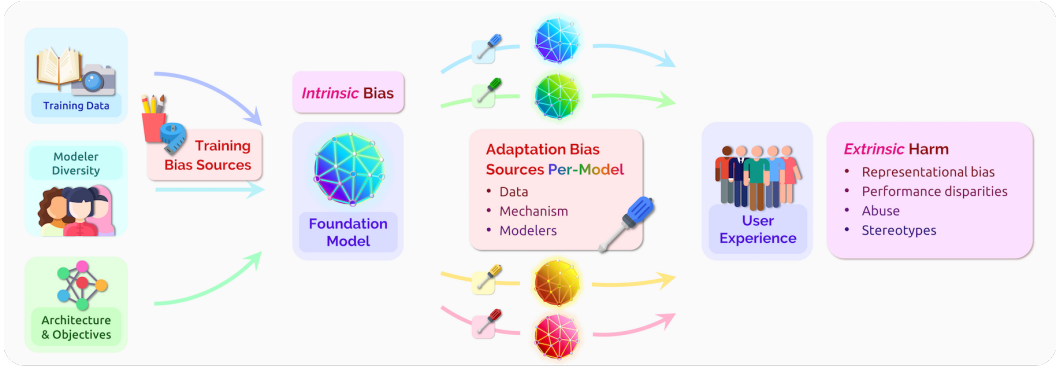 Training Data
Modeler
Diversity
Architecture
& Objectives
Training
Bias Sources
Intrinsic Bias
Foundation
Model
Adaptation Bias
Sources Per-Model
• Data
• Mechanism
• Modelers
User
Experience
Extrinsic Harm
• Representational bias
• Performance disparities
• Abuse
• Stereotypes